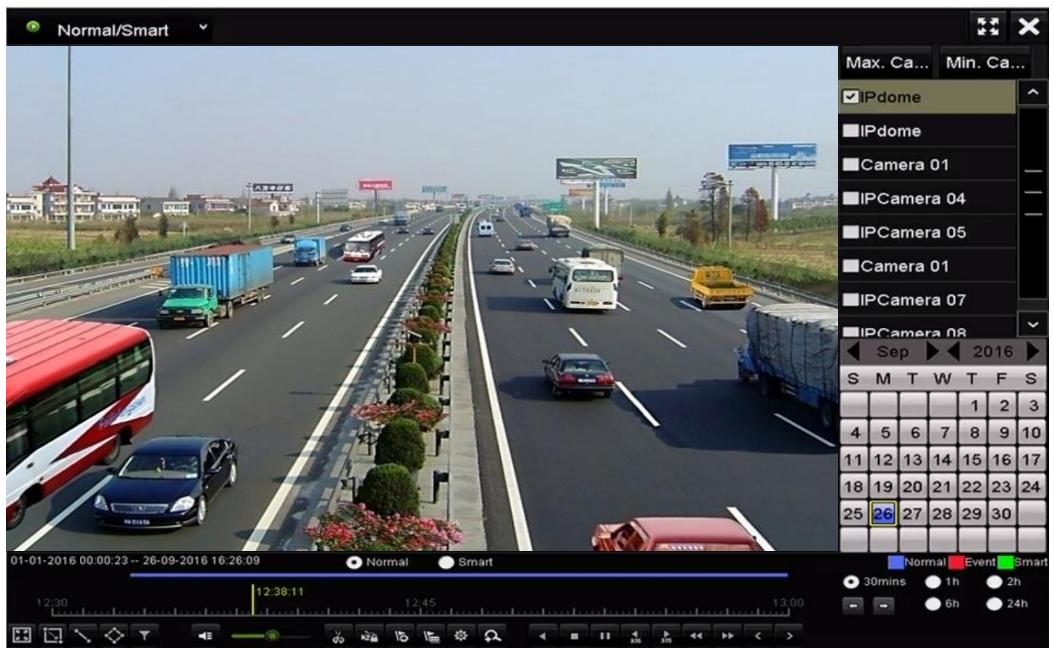 Normal/Smart
Max. Ca... Min. Ca...
IPdome
IPdome
Camera 01
IPCamera 04
IPCamera 05
Camera 01
IPCamera 07
IPCamera 08
Sep 2016
S M T W T F S
1 2 3
4 5 6 7 8 9 10
11 12 13 14 15 16 17
18 19 20 21 22 23 24
25 26 27 28 29 30
01-01-2016 00:00:23 -- 26-09-2016 16:26:09 Normal Smart
Normal Event Smart
30mins 1h 2h
6h 24h
12:38:11
12:30 12:45 13:00
30S 30S